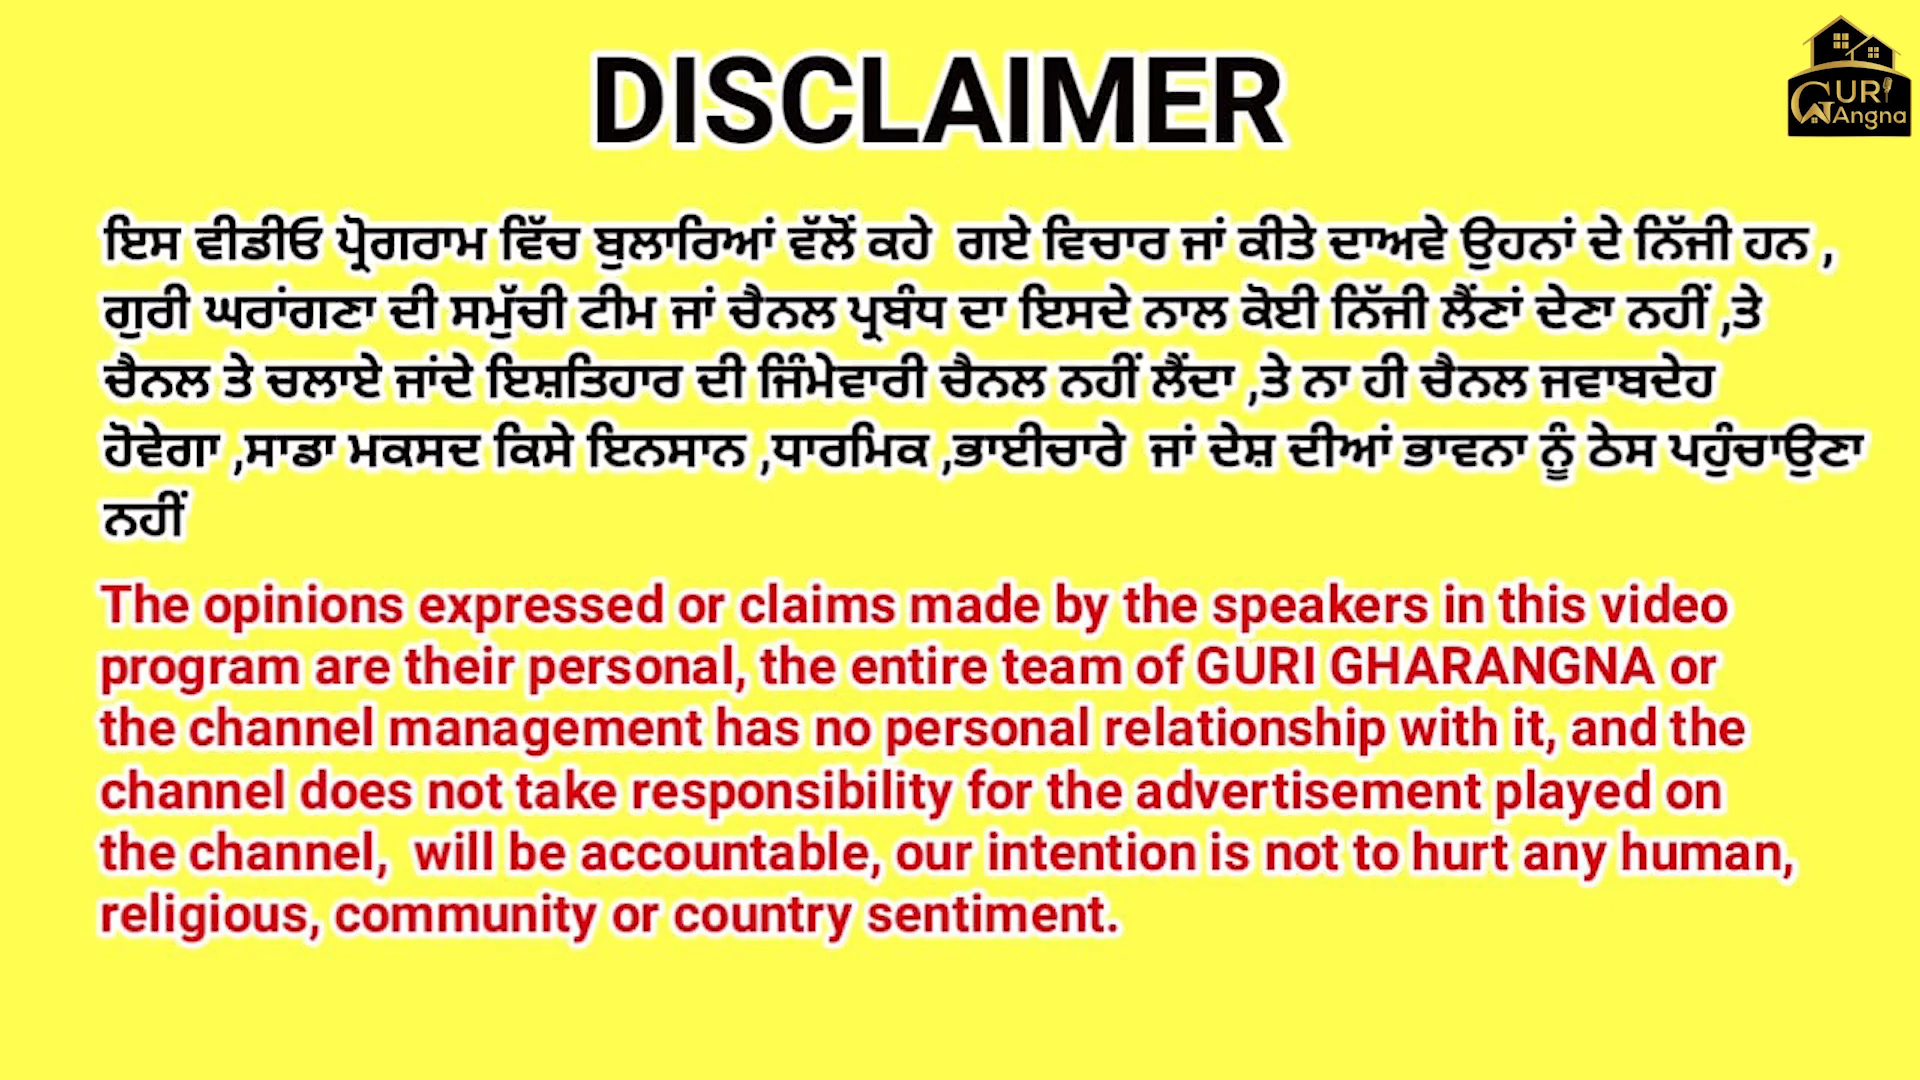 DISCLAIMER
GURI
Angna
ਇਸ ਵੀਡੀਓ ਪ੍ਰੋਗਰਾਮ ਵਿੱਚ ਬੁਲਾਰਿਆਂ ਵੱਲੋਂ ਕਹੇ ਗਏ ਵਿਚਾਰ ਜਾਂ ਕੀਤੇ ਦਾਅਵੇ ਉਹਨਾਂ ਦੇ ਨਿੱਜੀ ਹਨ ,
ਗੁਰੀ ਘਰਾਂਗਣਾ ਦੀ ਸਮੁੱਚੀ ਟੀਮ ਜਾਂ ਚੈਨਲ ਪ੍ਰਬੰਧ ਦਾ ਇਸਦੇ ਨਾਲ ਕੋਈ ਨਿੱਜੀ ਲੈਂਣਾਂ ਦੇਣਾ ਨਹੀਂ ,ਤੇ
ਚੈਨਲ ਤੇ ਚਲਾਏ ਜਾਂਦੇ ਇਸ਼ਤਿਹਾਰ ਦੀ ਜਿੰਮੇਵਾਰੀ ਚੈਨਲ ਨਹੀਂ ਲੈਂਦਾ ,ਤੇ ਨਾ ਹੀ ਚੈਨਲ ਜਵਾਬਦੇਹ
ਹੋਵੇਗਾ ,ਸਾਡਾ ਮਕਸਦ ਕਿਸੇ ਇਨਸਾਨ ,ਧਾਰਮਿਕ ,ਭਾਈਚਾਰੇ ਜਾਂ ਦੇਸ਼ ਦੀਆਂ ਭਾਵਨਾ ਨੂੰ ਠੇਸ ਪਹੁੰਚਾਉਣਾ
ਨਹੀਂ
The opinions expressed or claims made by the speakers in this video
program are their personal, the entire team of GURI GHARANGNA or
the channel management has no personal relationship with it, and the
channel does not take responsibility for the advertisement played on
the channel, will be accountable, our intention is not to hurt any human,
religious, community or country sentiment.